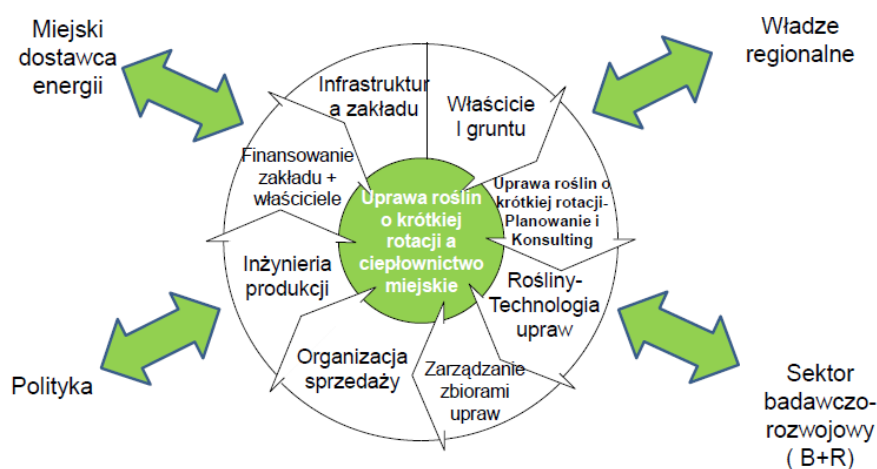 Miejski
dostawca
energii
Władze
regionalne
Infrastruktur
a zakładu
Właścicie
l gruntu
Finansowanie
zakładu +
właściciele
Uprawa roślin o
krótkiej rotacji-
Planowanie i
Konsulting
Uprawa roślin
o krótkiej
rotacji a
ciepłownictwo
miejskie
Inżynieria
produkcji
Rośliny-
Technologia
upraw
Organizacja
sprzedaży
Zarządzanie
zbiorami
upraw
Polityka
Sektor
badawczo-
rozwojowy
( B+R)